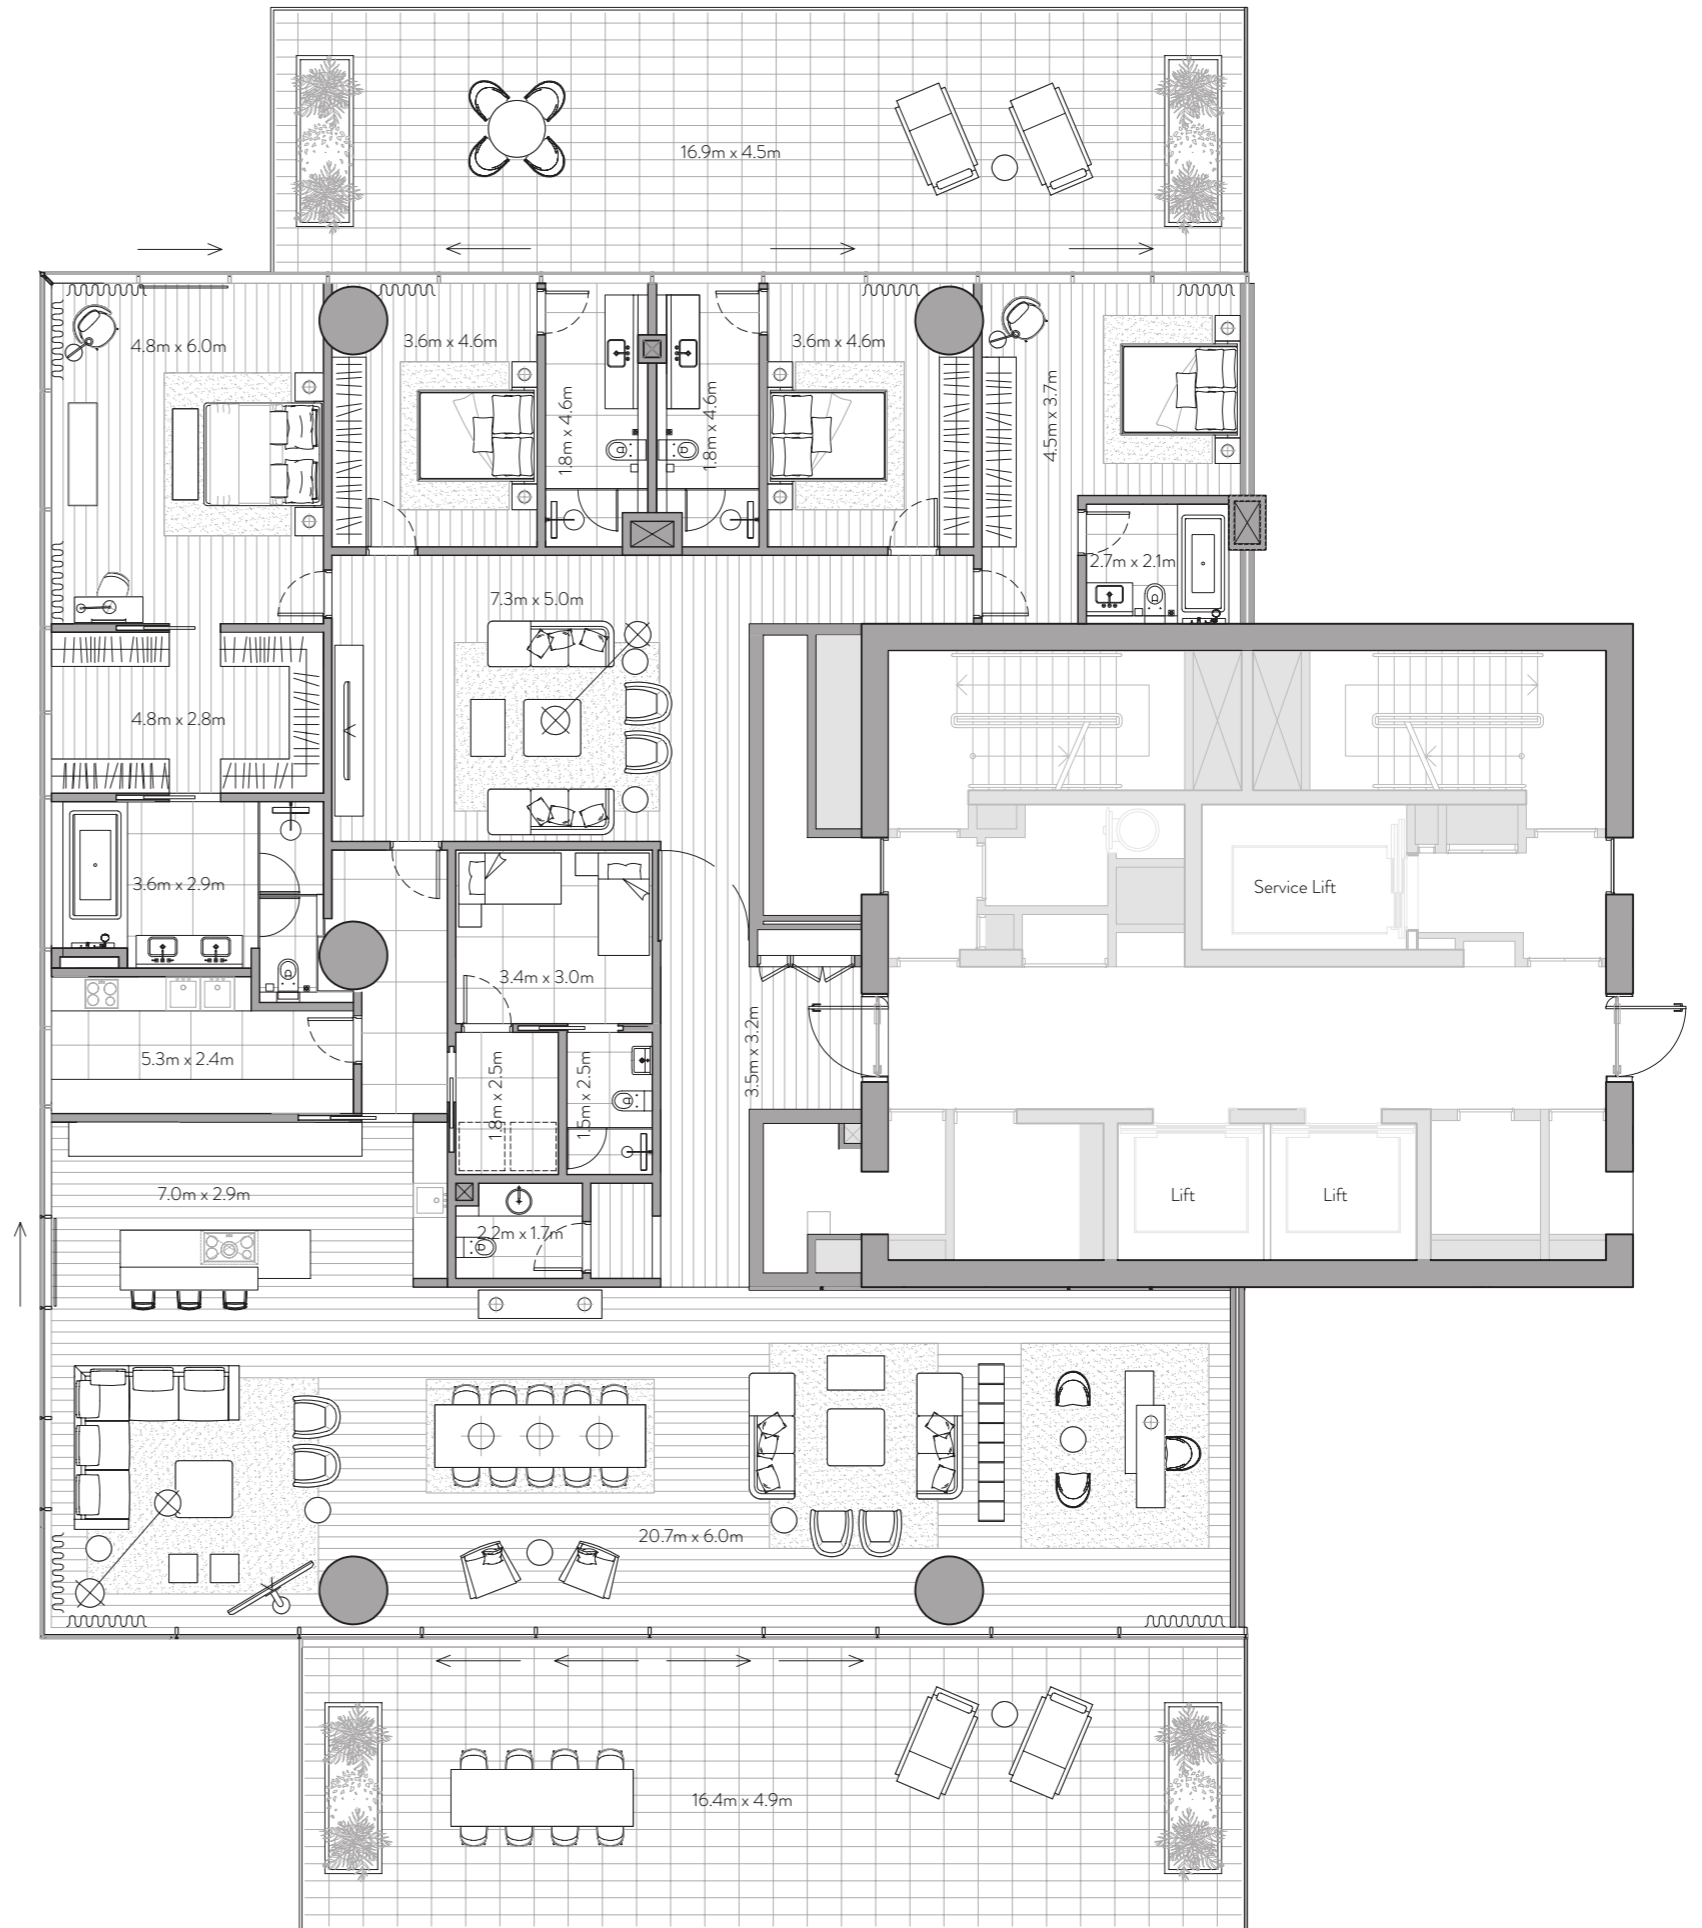 16.9m x 4.5m
4.8m x 6.0m
3.6m x 4.6m
3.6m x 4.6m
1.8m x 4.6m
1.8m x 4.6m
4.5m x 3.7m
2.7m x 2.1m
7.3m x 5.0m
4.8m x 2.8m
3.6m x 2.9m
Service Lift
3.4m x 3.0m
5.3m x 2.4m
3.5m x 3.2m
1.8m x 2.5m
1.5m x 2.5m
7.0m x 2.9m
Lift
Lift
2.2m x 1.7m
20.7m x 6.0m
16.4m x 4.9m